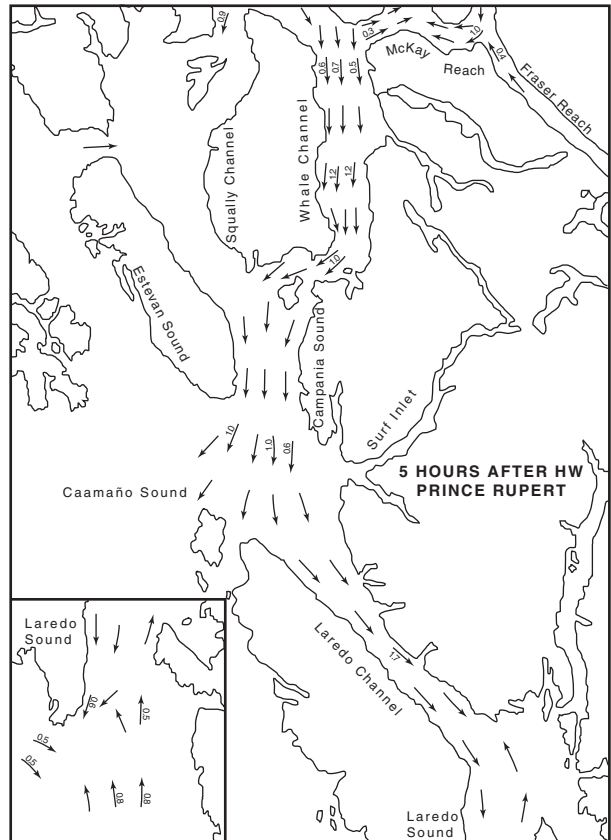 0.9
0.3
1.0
McKay
Reach
0.4
Fraser Reach
0.6
0.7
0.5
Squally Channel
Whale Channel
1.2
1.2
1.0
Estevan Sound
Campania Sound
Surf Inlet
1.0
1.0
0.6
5 HOURS AFTER HW
PRINCE RUPERT
Caamaño Sound
Laredo Channel
1.7
Laredo
Sound
0.6
0.5
0.5
0.5
0.8
0.8
Laredo
Sound